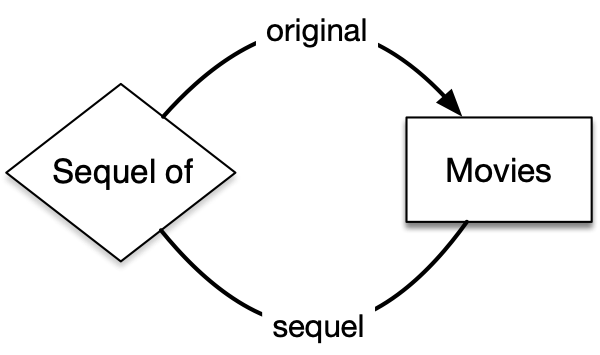 original
Sequel of
Movies
sequel